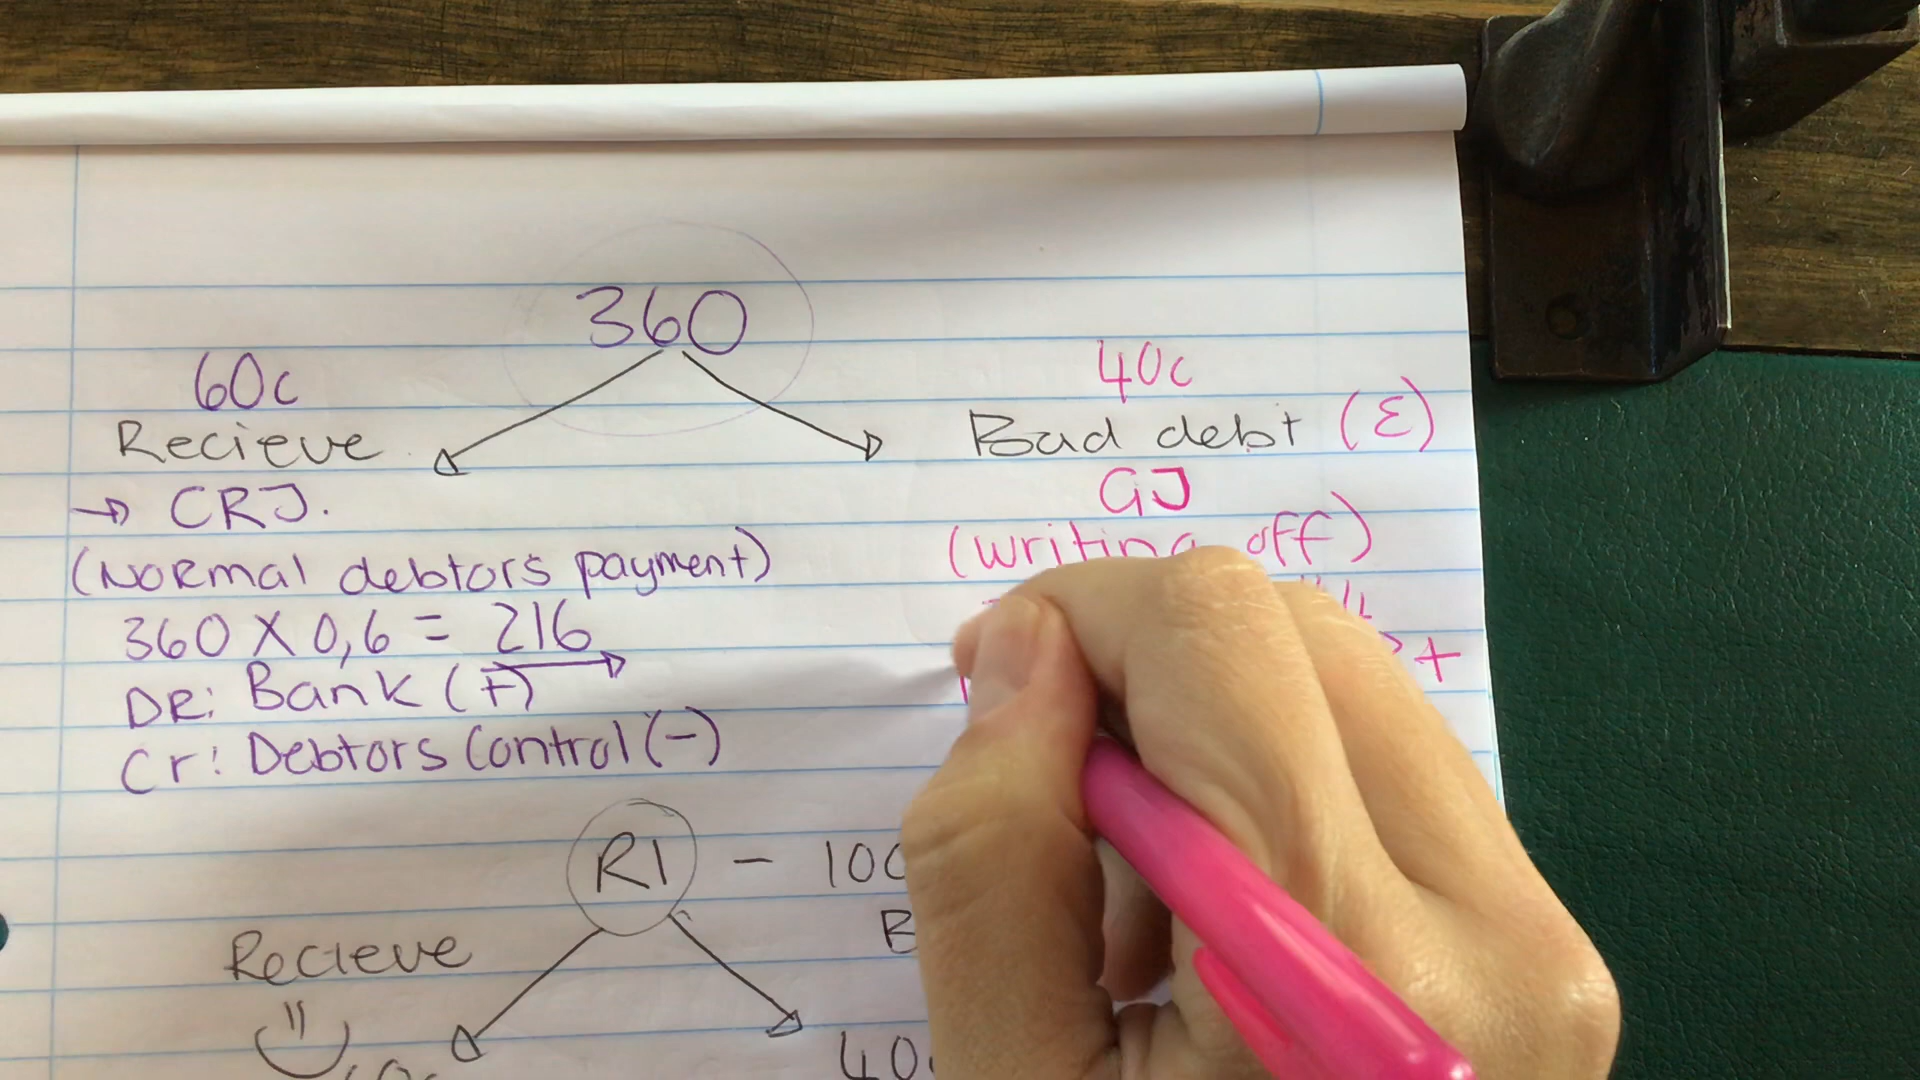 360
60c
Recieve
→ CRJ.
(NORmal debtors payment)
360 X 0,6 = 216
DR: Bank (+)
Cr: Debtors Control (-)
40c
Bad debt (E)
GJ
(writing off)
+
R1 - 100
Recieve
40